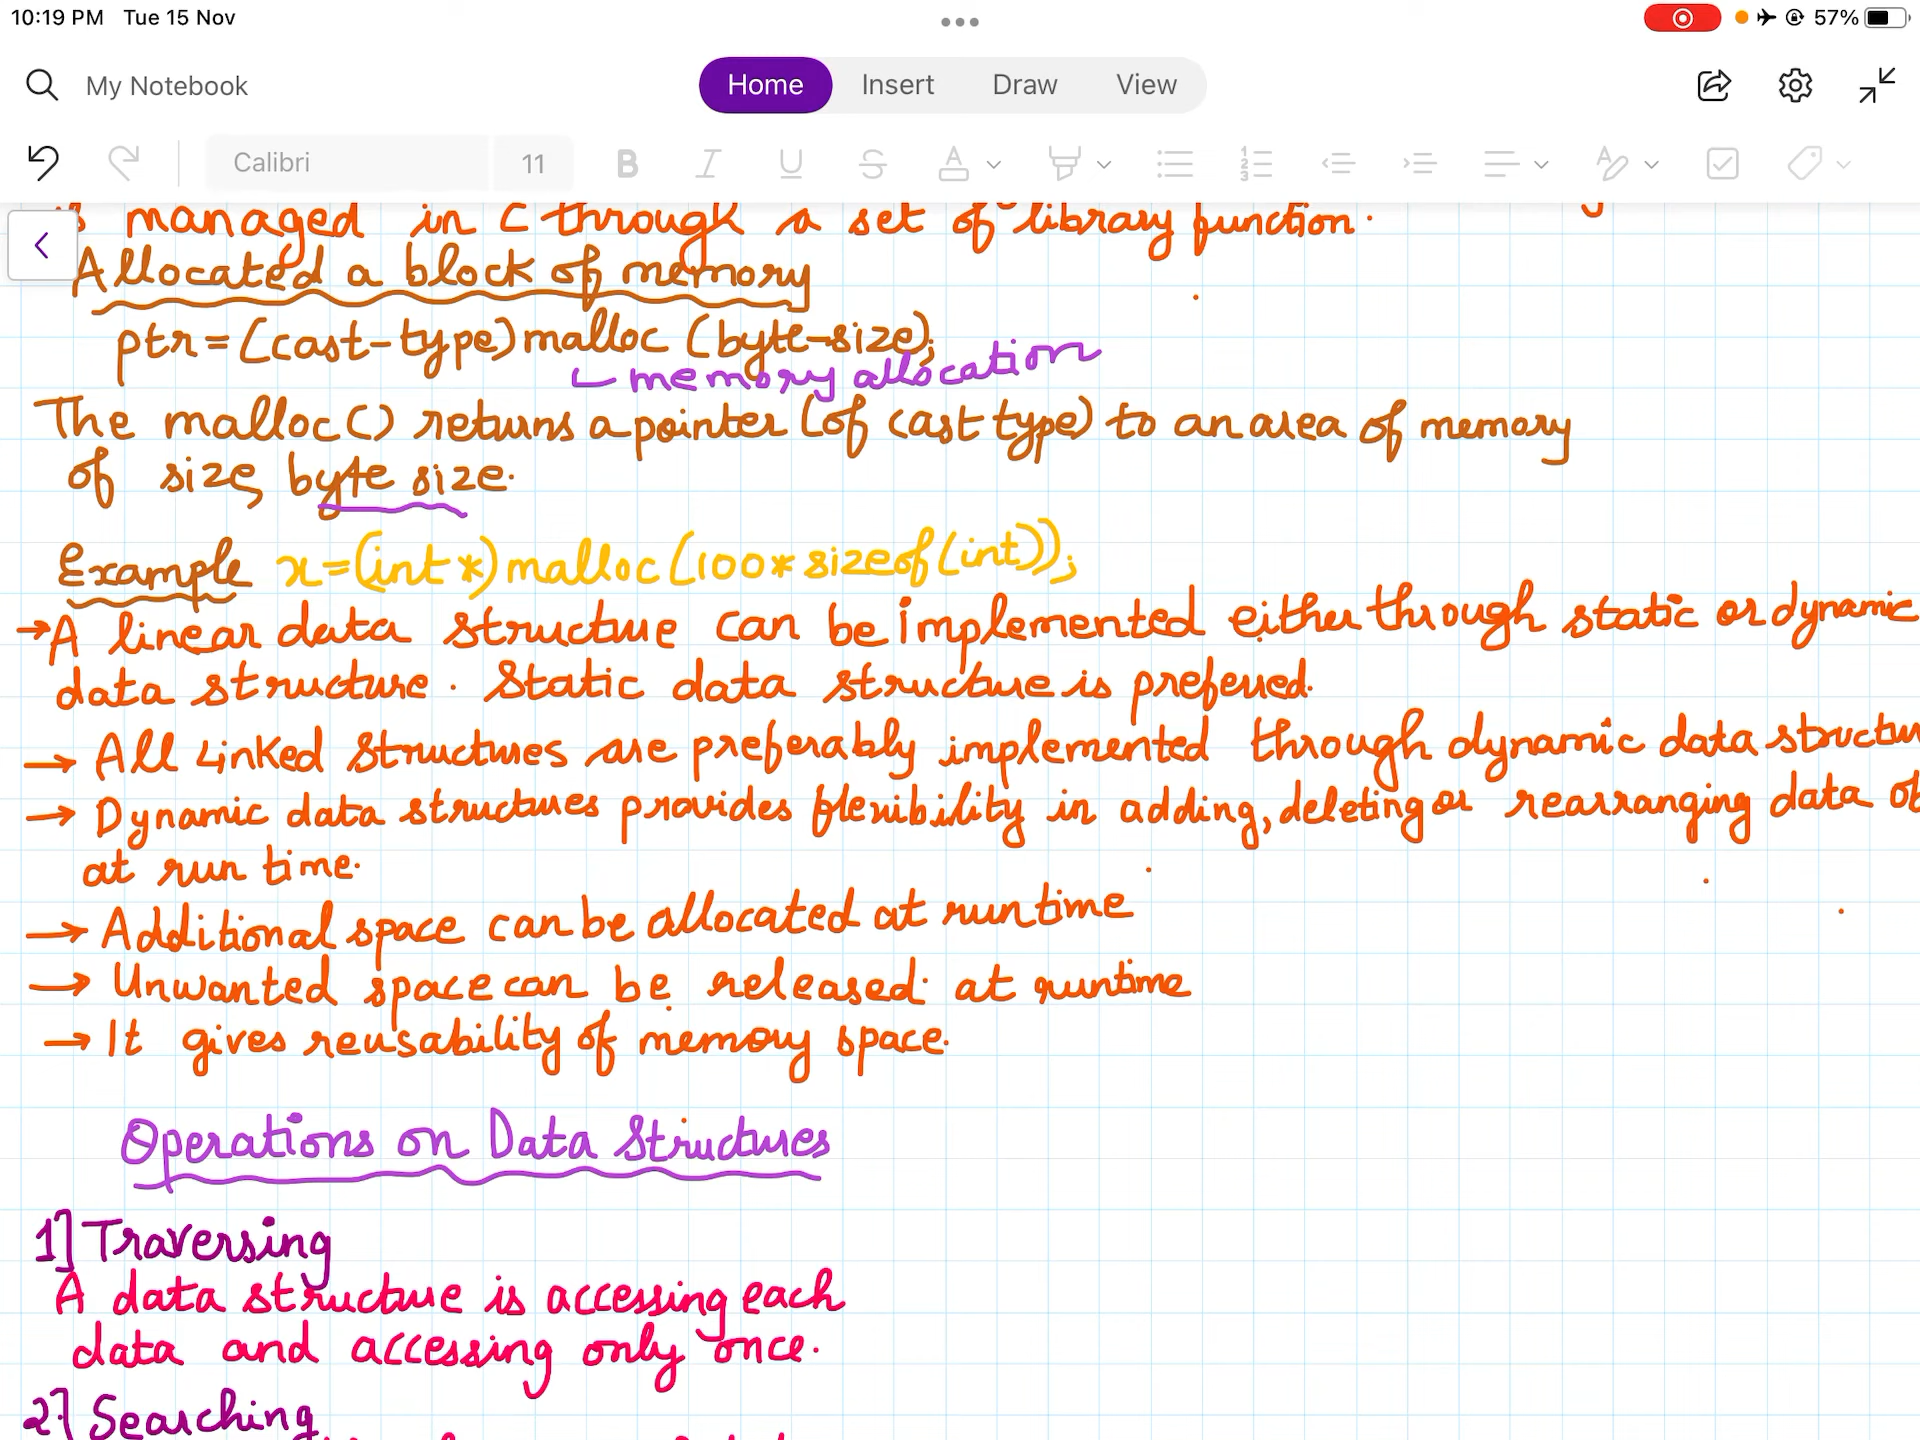 10:19 PM Tue 15 Nov
57%
My Notebook
Home Insert Draw View
Calibri 11
managed in C through a set of library function.
Allocated a block of memory
ptr=(cast-type)malloc (byte-size);
memory allocation
The malloc() returns a pointer (of cast type) to an area of memory
of size byte size.
Example x=(int*)malloc(100*sizeof(int));
→A linear data structure can be implemented either through static or dynamic
data structure. Static data structure is preferred.
→ All Linked Structures are preferably implemented through dynamic data structu
→ Dynamic data structures provides flexibility in adding, deleting or rearranging data
at run time.
→ Additional space can be allocated at runtime
→ Unwanted space can be released. at runtime
→ It gives reusability of memory space.
Operations on Data Structures
1] Traversing
A data structure is accessing each
data and accessing only once.
2] Searching